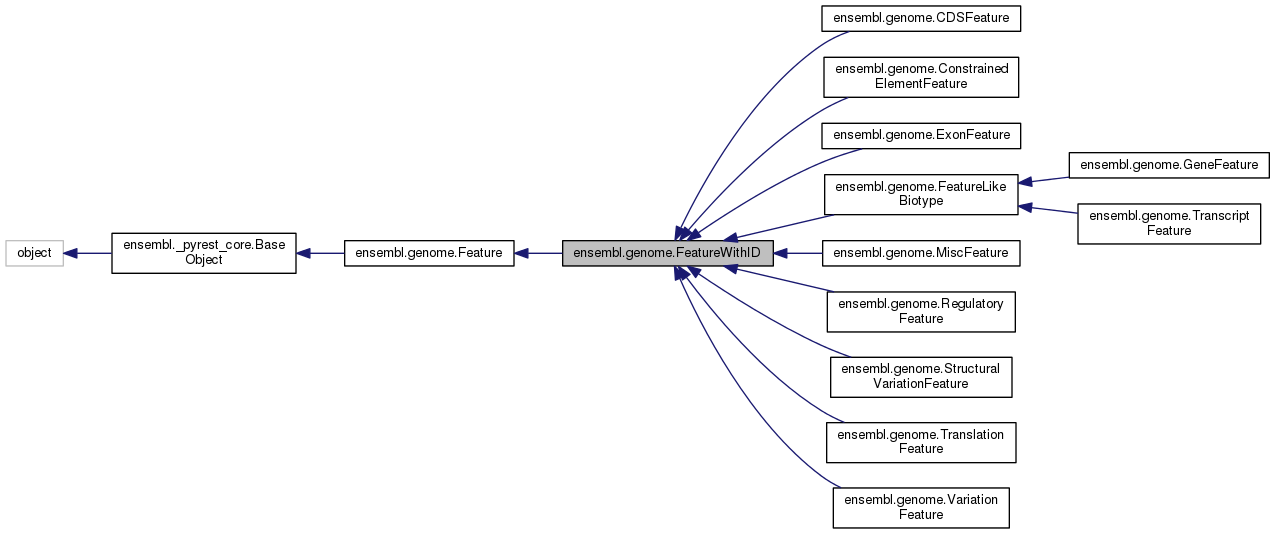 object
ensembl._pyrest_core.Base
Object
ensembl.genome.Feature
ensembl.genome.FeatureWithID
ensembl.genome.CDSFeature
ensembl.genome.Constrained
ElementFeature
ensembl.genome.ExonFeature
ensembl.genome.FeatureLike
Biotype
ensembl.genome.GeneFeature
ensembl.genome.Transcript
Feature
ensembl.genome.MiscFeature
ensembl.genome.Regulatory
Feature
ensembl.genome.Structural
VariationFeature
ensembl.genome.Translation
Feature
ensembl.genome.Variation
Feature